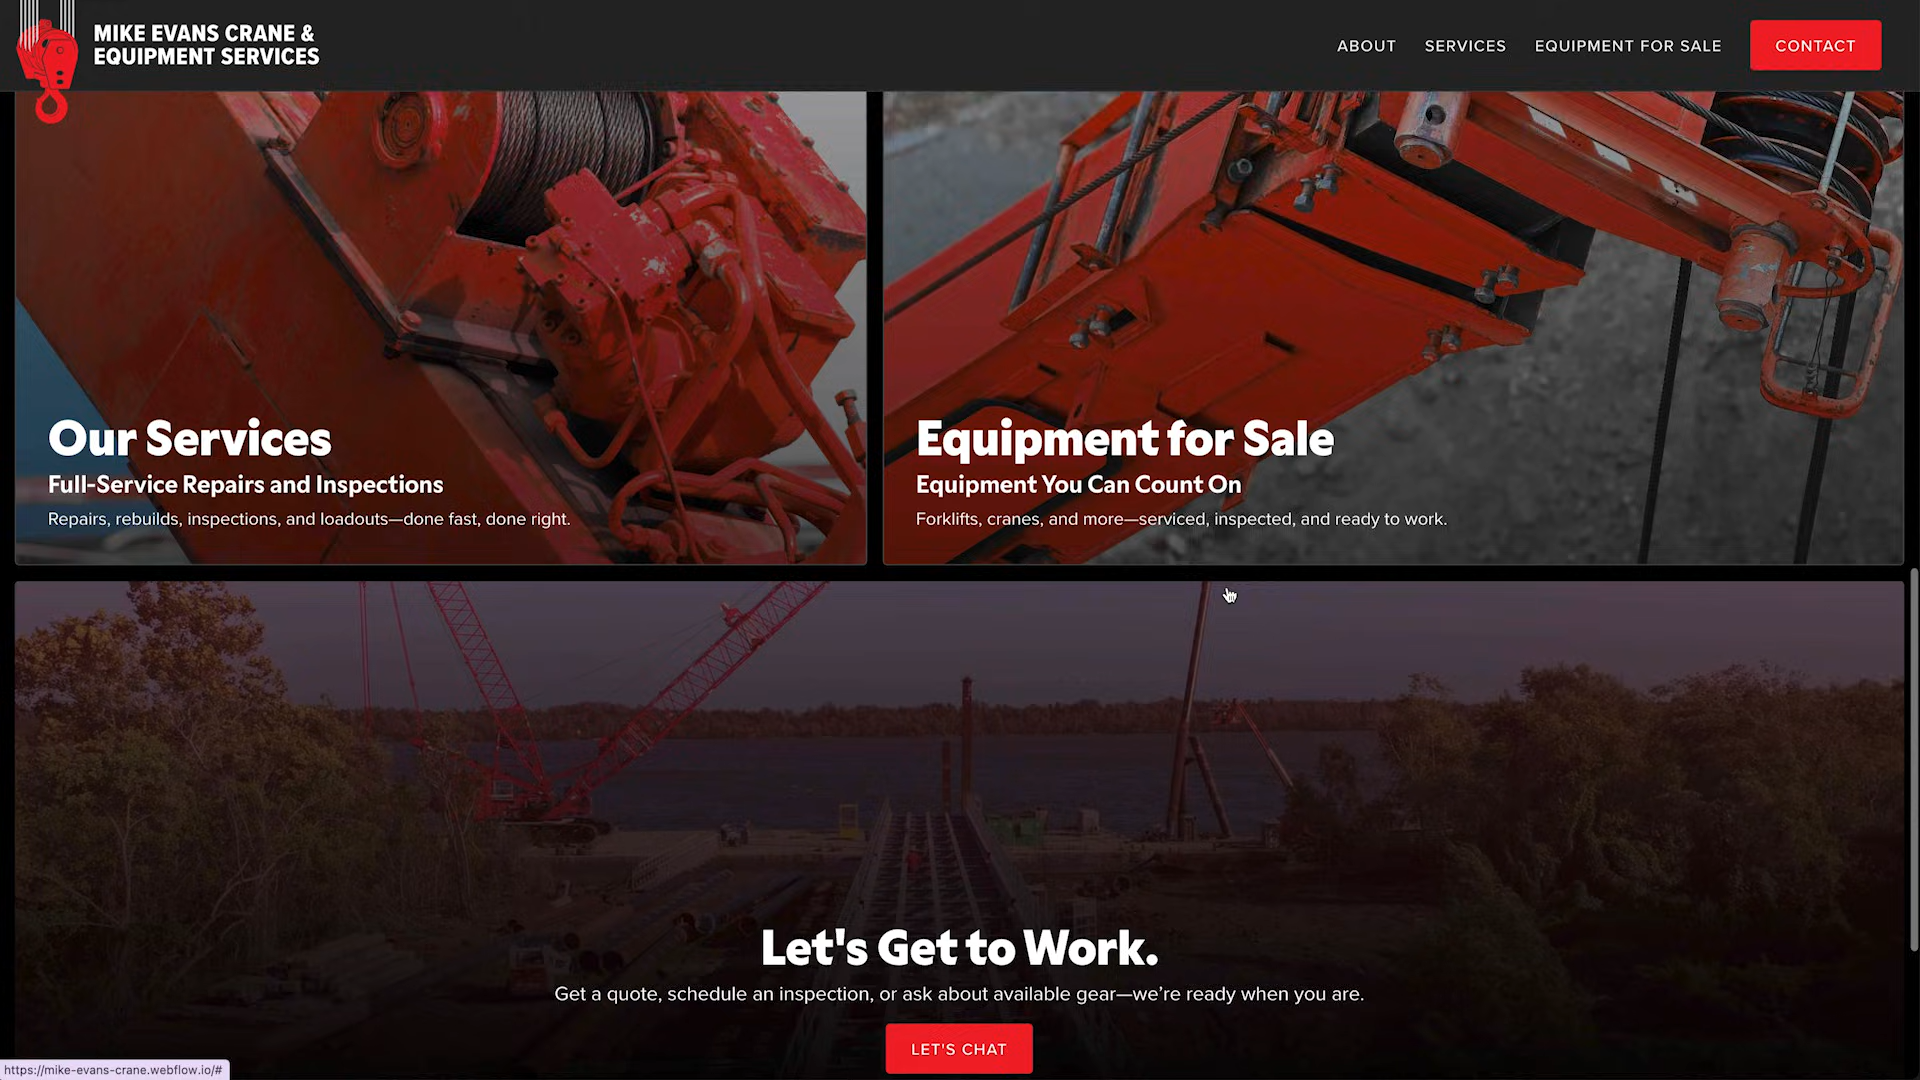 MIKE EVANS CRANE &
EQUIPMENT SERVICES
ABOUT
SERVICES
EQUIPMENT FOR SALE
CONTACT
Our Services
Full-Service Repairs and Inspections
Repairs, rebuilds, inspections, and loadouts—done fast, done right.
Equipment for Sale
Equipment You Can Count On
Forklifts, cranes, and more—serviced, inspected, and ready to work.
Let's Get to Work.
Get a quote, schedule an inspection, or ask about available gear—we're ready when you are.
LET'S CHAT
https://mike-evans-crane.webflow.io/#